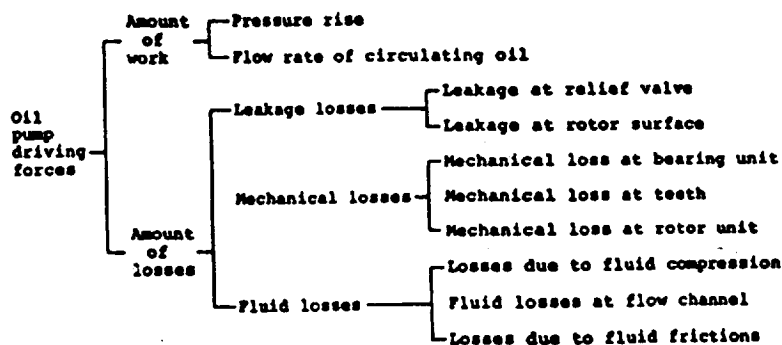 Amount
of
work
Pressure rise
Flow rate of circulating oil
Oil
pump
driving
forces
Amount
of
losses
Leakage losses
Leakage at relief valve
Leakage at rotor surface
Mechanical losses
Mechanical loss at bearing unit
Mechanical loss at teeth
Mechanical loss at rotor unit
Fluid losses
Losses due to fluid compression
Fluid losses at flow channel
Losses due to fluid frictions